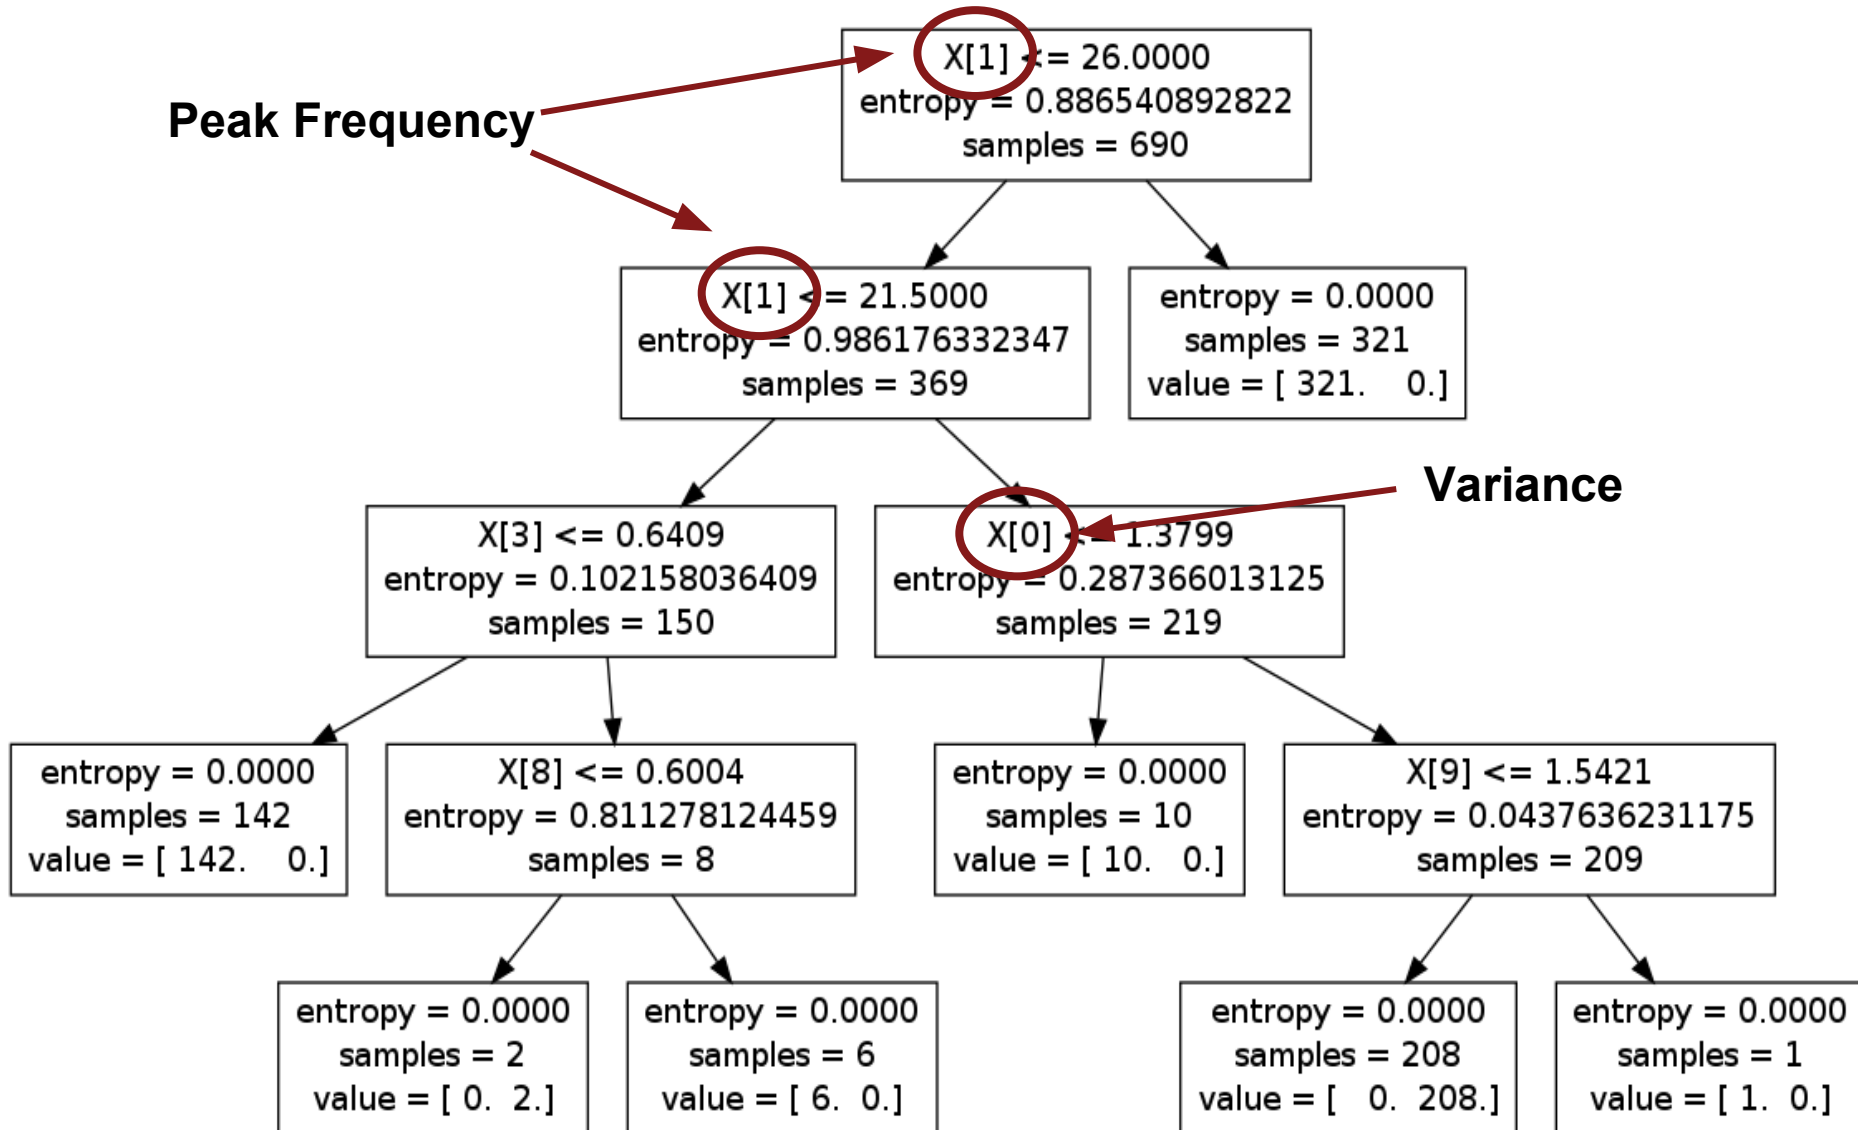 X[1] <= 26.0000
entropy = 0.886540892822
samples = 690
Peak Frequency
X[1] <= 21.5000
entropy = 0.986176332347
samples = 369
entropy = 0.0000
samples = 321
value = [ 321. 0.]
Variance
X[3] <= 0.6409
entropy = 0.102158036409
samples = 150
X[0] <= 1.3799
entropy = 0.287366013125
samples = 219
entropy = 0.0000
samples = 142
value = [ 142. 0.]
X[8] <= 0.6004
entropy = 0.811278124459
samples = 8
entropy = 0.0000
samples = 10
value = [ 10. 0.]
X[9] <= 1.5421
entropy = 0.0437636231175
samples = 209
entropy = 0.0000
samples = 2
value = [ 0. 2.]
entropy = 0.0000
samples = 6
value = [ 6. 0.]
entropy = 0.0000
samples = 208
value = [ 0. 208.]
entropy = 0.0000
samples = 1
value = [ 1. 0.]